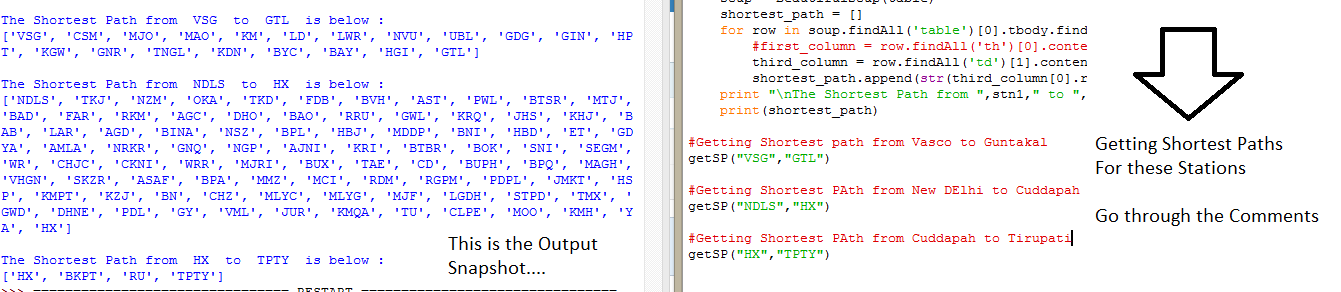 The Shortest Path from  VSG  to  GTL  is below :
['VSG', 'CSM', 'MJO', 'MAO', 'KM', 'LD', 'LWR', 'NVU', 'UBL', 'GDG', 'GIN', 'HP
T', 'KGW', 'GNR', 'TNGL', 'KDN', 'BYC', 'BAY', 'HGI', 'GTL']
The Shortest Path from  NDLS  to  HX  is below :
['NDLS', 'TKJ', 'NZM', 'OKA', 'TKD', 'FDB', 'BVH', 'AST', 'PWL', 'BTSR', 'MTJ',
'BAD', 'FAR', 'RKM', 'AGC', 'DHO', 'BAO', 'RRU', 'GWL', 'KRQ', 'JHS', 'KHJ', 'B
AB', 'LAR', 'AGD', 'BINA', 'NSZ', 'BPL', 'HBJ', 'MDDP', 'BNI', 'HBD', 'ET', 'GD
YA', 'AMLA', 'NRKR', 'GNQ', 'NGP', 'AJNI', 'KRI', 'BTBR', 'BOK', 'SNI', 'SEGM',
'WR', 'CHJC', 'CKNI', 'WRR', 'MJRI', 'BUX', 'TAE', 'CD', 'BUPH', 'BPQ', 'MAGH',
'VHGN', 'SKZR', 'ASAF', 'BPA', 'MMZ', 'MCI', 'RDM', 'RGPM', 'PDPL', 'JMKT', 'HS
P', 'KMPT', 'KZJ', 'BN', 'CHZ', 'MLYC', 'MLYG', 'MJF', 'LGDH', 'STPD', 'TMX', '
GWD', 'DHNE', 'PDL', 'GY', 'VML', 'JUR', 'KMQA', 'TU', 'CLPE', 'MOO', 'KMH', 'Y
A', 'HX']
The Shortest Path from  HX  to  TPTY  is below :
['HX', 'BKPT', 'RU', 'TPTY']
>>> ================================ RESTART ================================
This is the Output
Snapshot....
shortest_path = []
for row in soup.findAll('table')[0].tbody.find
#first_column = row.findAll('th')[0].conte
third_column = row.findAll('td')[1].conten
shortest_path.append(str(third_column[0].r
print "\nThe Shortest Path from ",stn1," to ",
print(shortest_path)
#Getting Shortest path from Vasco to Guntakal
getSP("VSG","GTL")
#Getting Shortest PAth from New DElhi to Cuddapah
getSP("NDLS","HX")
#Getting Shortest PAth from Cuddapah to Tirupati
getSP("HX","TPTY")
Getting Shortest Paths
For these Stations
Go through the Comments